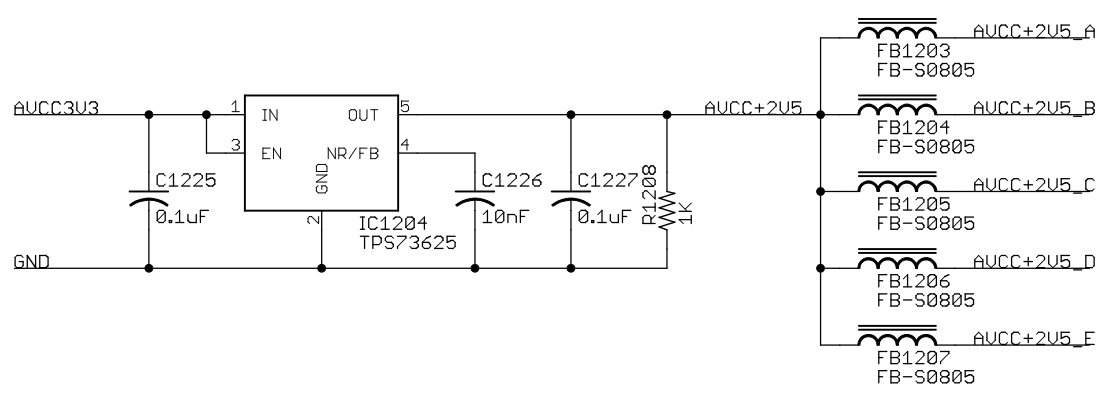 AVCC+2V5_A
FB1203
FB-S0805
AVCC3V3
1
IN
OUT
5
AVCC+2V5
AVCC+2V5_B
FB1204
FB-S0805
3
EN
NR/FB
4
GND
2
C1225
0.1uF
C1226
10nF
C1227
0.1uF
R1208
1K
IC1204
TPS73625
AVCC+2V5_C
FB1205
FB-S0805
GND
AVCC+2V5_D
FB1206
FB-S0805
AVCC+2V5_E
FB1207
FB-S0805